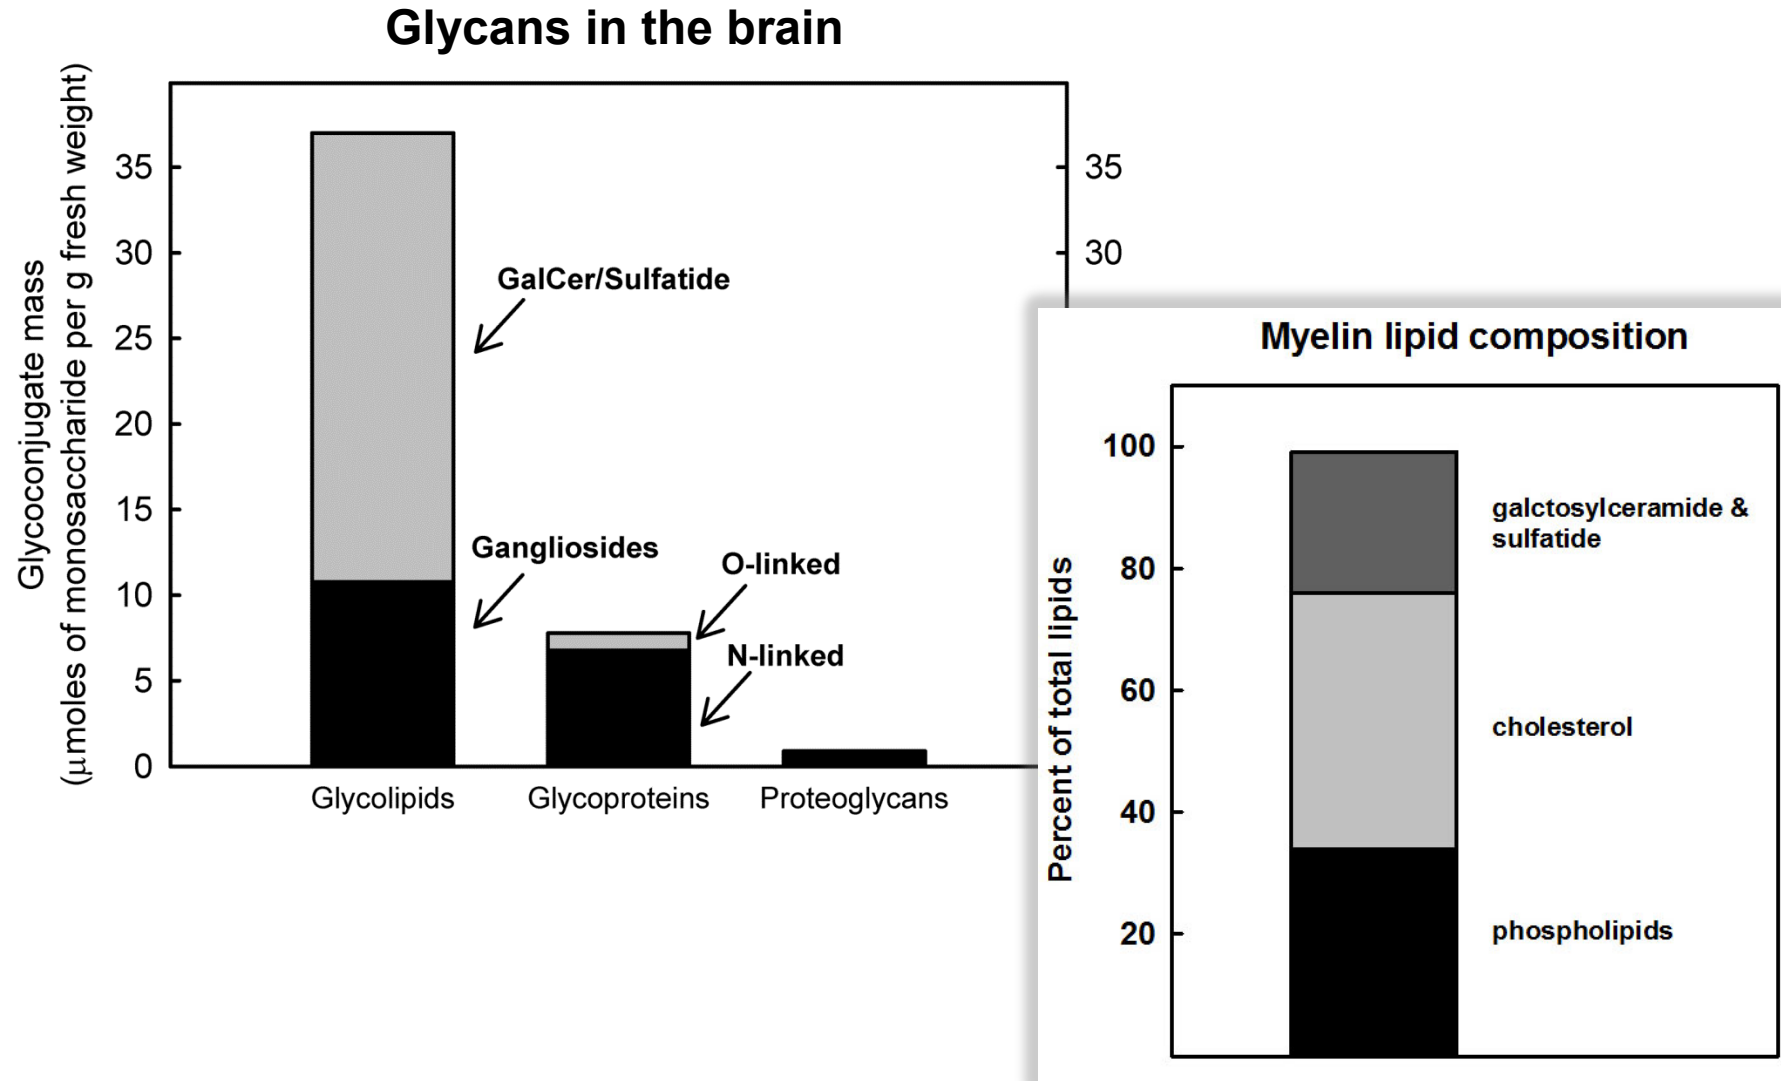 Glycans in the brain
Glycoconjugate mass
(µmoles of monosaccharide per g fresh weight)
35
30
25
20
15
10
5
0
35
30
GalCer/Sulfatide
Gangliosides
O-linked
N-linked
Glycolipids
Glycoproteins
Proteoglycans
Myelin lipid composition
Percent of total lipids
100
80
60
40
20
galctosylceramide &
sulfatide
cholesterol
phospholipids